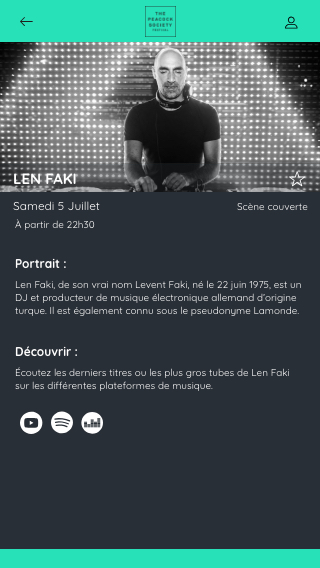 THE
PEACOCK
SOCIETY
FESTIVAL
LEN FAKI
Samedi 5 Juillet
Scène couverte
À partir de 22h30
Portrait :
Len Faki, de son vrai nom Levent Faki, né le 22 juin 1975, est un
DJ et producteur de musique électronique allemand d'origine
turque. Il est également connu sous le pseudonyme Lamonde.
Découvrir :
Écoutez les derniers titres ou les plus gros tubes de Len Faki
sur les différentes plateformes de musique.